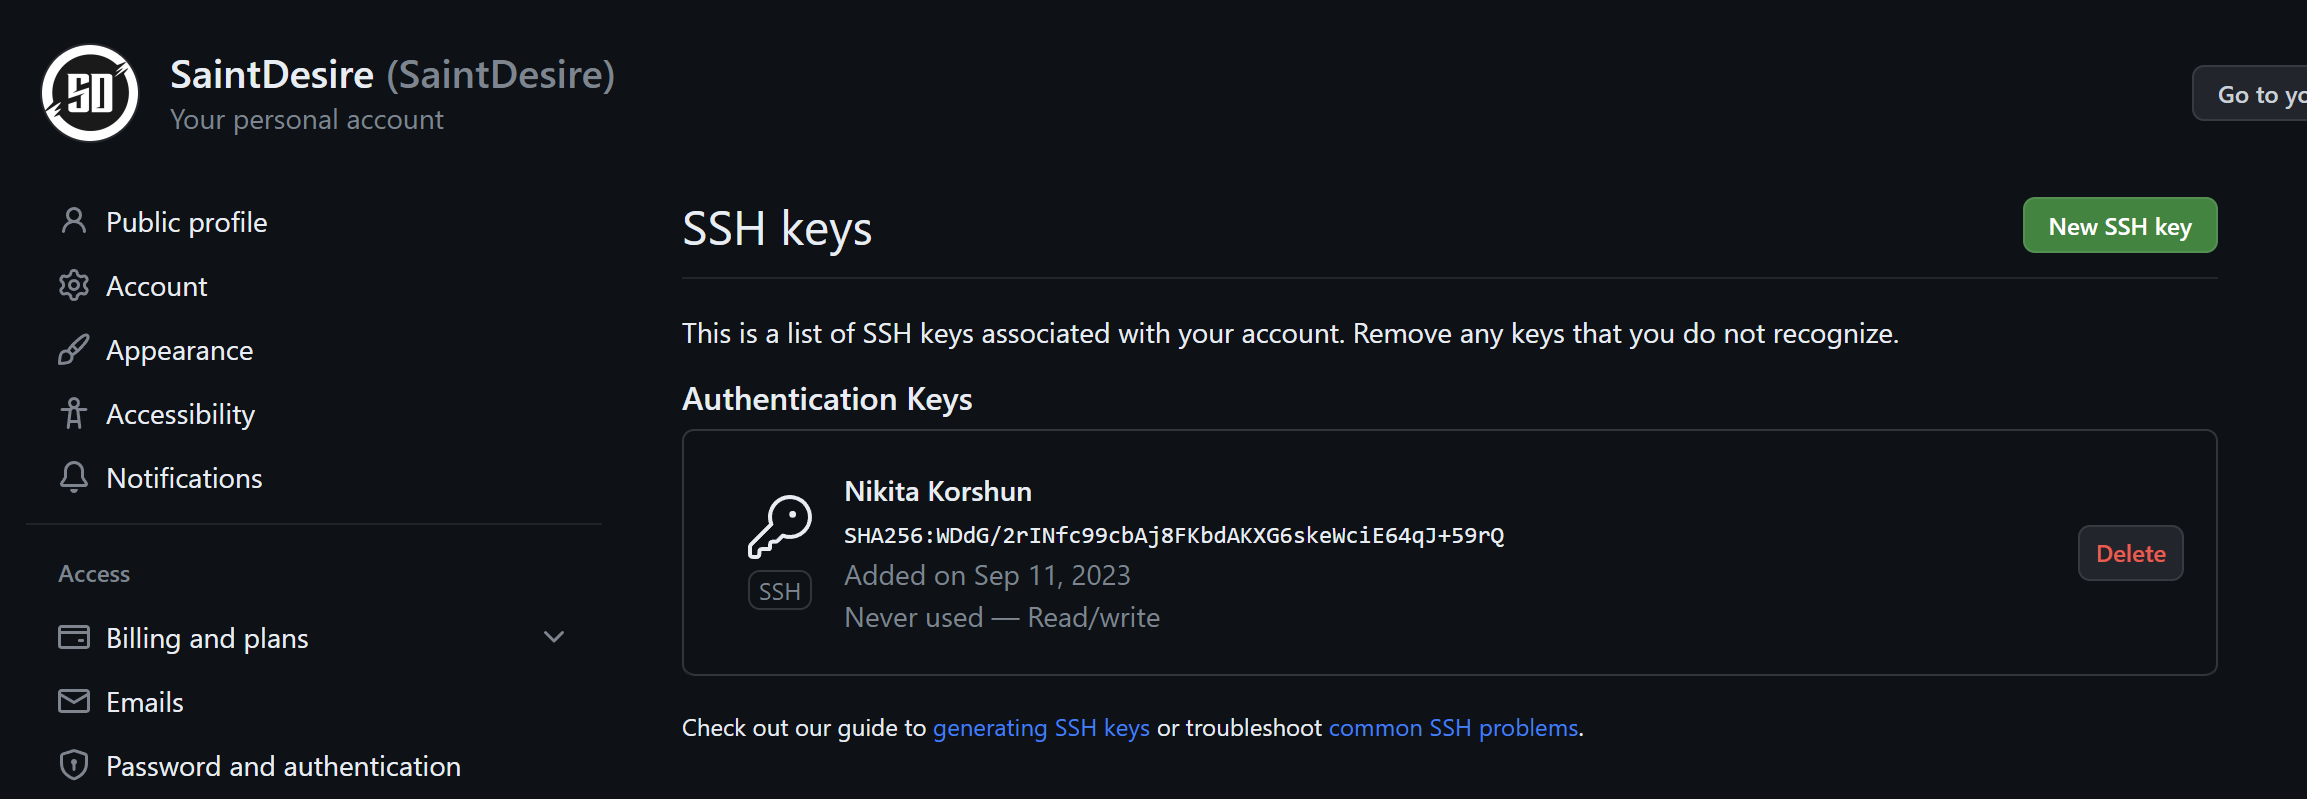 SD
SaintDesire (SaintDesire)
Your personal account
Go to yo
Public profile
Account
Appearance
Accessibility
Notifications
Access
Billing and plans
Emails
Password and authentication
SSH keys
New SSH key
This is a list of SSH keys associated with your account. Remove any keys that you do not recognize.
Authentication Keys
SSH
Nikita Korshun
SHA256:WDdG/2rINfc99cbAj8FKbdAKXG6skeWciE64qJ+59rQ
Added on Sep 11, 2023
Never used — Read/write
Delete
Check out our guide to generating SSH keys or troubleshoot common SSH problems.